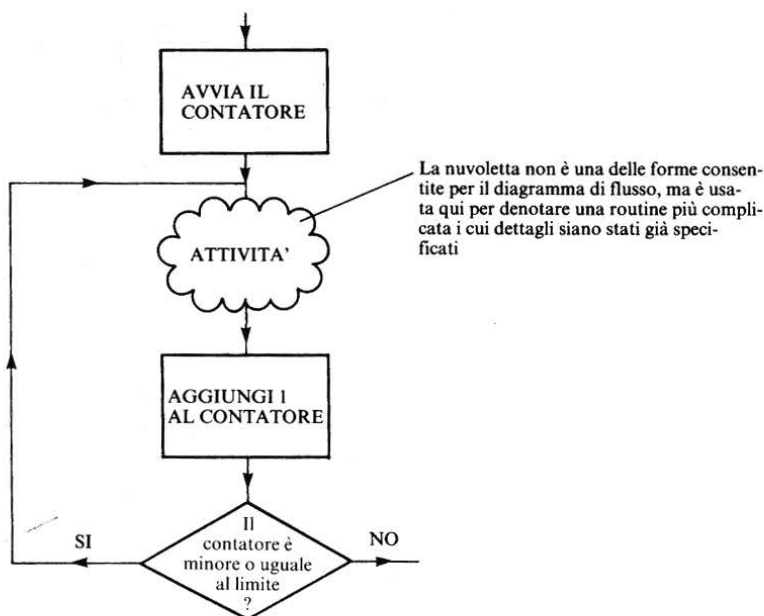 AVVIA IL
CONTATORE
La nuvoletta non è una delle forme consen-
tite per il diagramma di flusso, ma è usa-
ta qui per denotare una routine più compli-
cata i cui dettagli siano stati già speci-
ficati
ATTIVITA'
AGGIUNGI 1
AL CONTATORE
Il
contatore è
minore o uguale
al limite
?
SI
NO